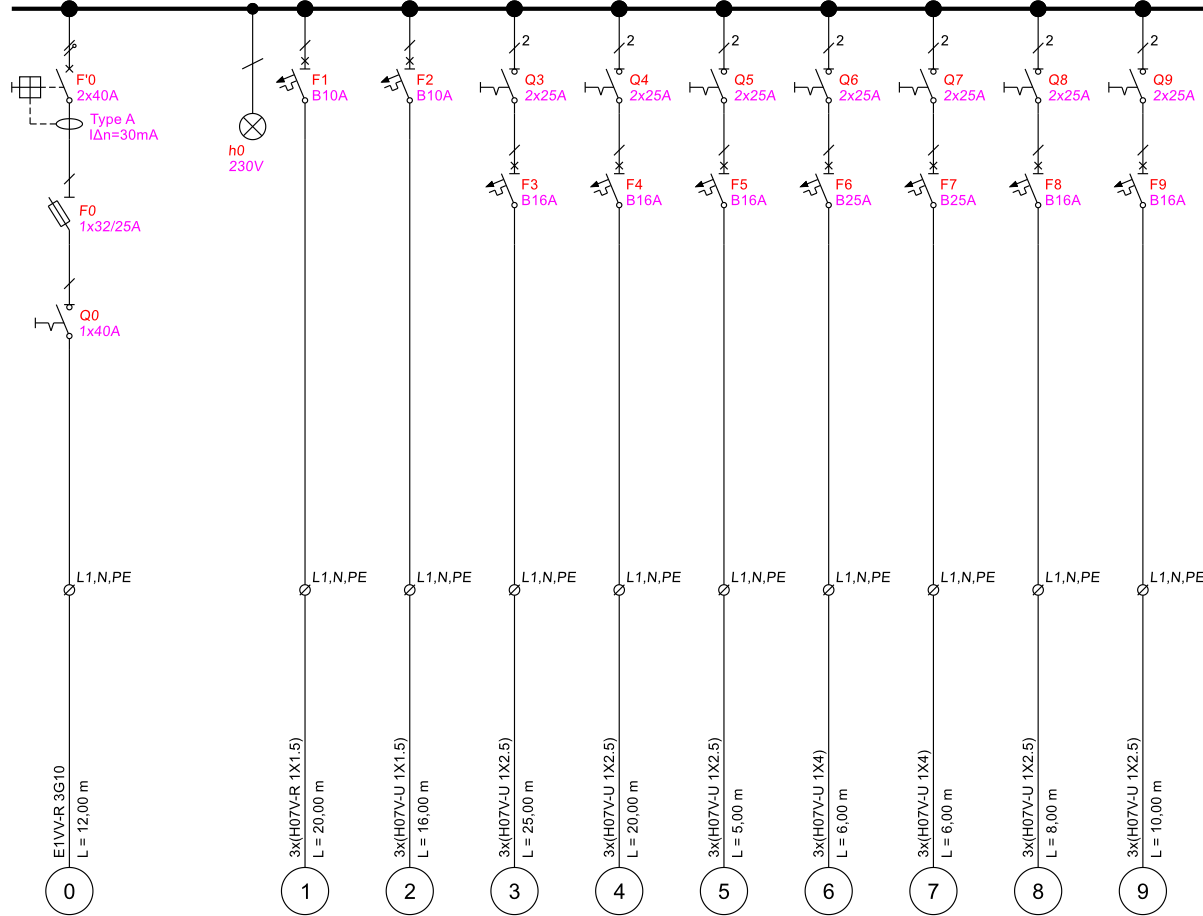 2
2
2
2
2
2
2
F'0
2x40A
Type A
IΔn=30mA
F0
1x32/25A
Q0
1x40A
h0
230V
F1
B10A
F2
B10A
Q3
2x25A
F3
B16A
Q4
2x25A
F4
B16A
Q5
2x25A
F5
B16A
Q6
2x25A
F6
B25A
Q7
2x25A
F7
B25A
Q8
2x25A
F8
B16A
Q9
2x25A
F9
B16A
L1,N,PE
L1,N,PE
L1,N,PE
L1,N,PE
L1,N,PE
L1,N,PE
L1,N,PE
L1,N,PE
L1,N,PE
L1,N,PE
E1VV-R 3G10
L = 12,00 m
3x(H07V-R 1X1.5)
L = 20,00 m
3x(H07V-U 1X1.5)
L = 16,00 m
3x(H07V-U 1X2.5)
L = 25,00 m
3x(H07V-U 1X2.5)
L = 20,00 m
3x(H07V-U 1X2.5)
L = 5,00 m
3x(H07V-U 1X4)
L = 6,00 m
3x(H07V-U 1X4)
L = 6,00 m
3x(H07V-U 1X2.5)
L = 8,00 m
3x(H07V-U 1X2.5)
L = 10,00 m
0
1
2
3
4
5
6
7
8
9